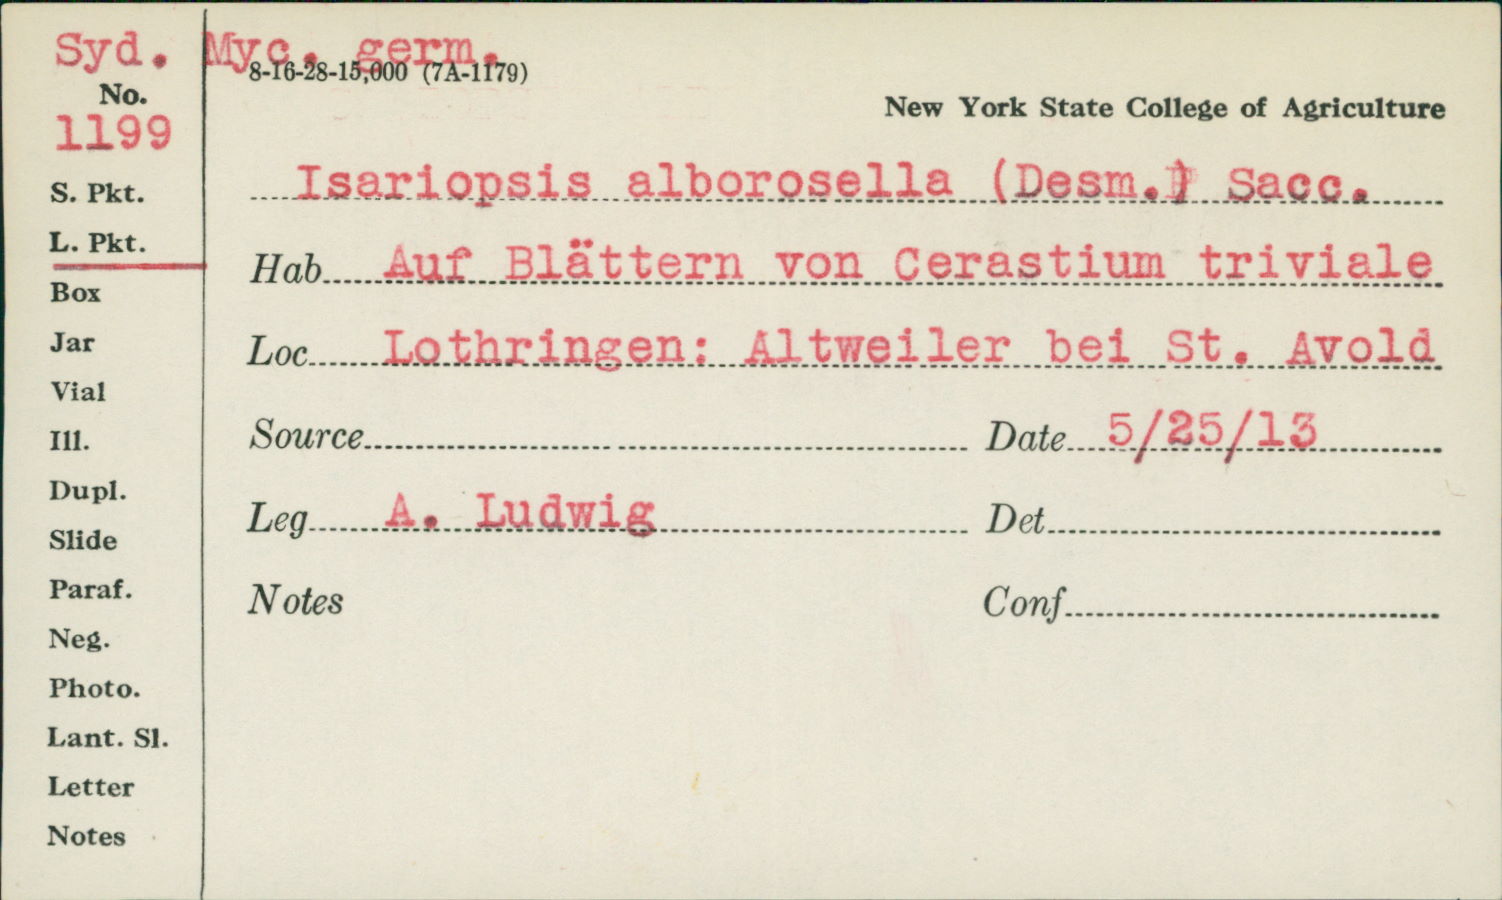 Syd. Myc. germ.
8-16-28-15,000 (7A-1179)
No.
1199
New York State College of Agriculture
S. Pkt.
Isariopsis alborosella (Desm.) Sacc.
L. Pkt.
Hab Auf Blättern von Cerastium triviale
Box
Jar
Loc Lothringen: Altweiler bei St. Avold
Vial
Ill.
Source Date 5/25/13
Dupl.
Slide
Leg A. Ludwig Det
Paraf.
Notes Conf
Neg.
Photo.
Lant. Sl.
Letter
Notes